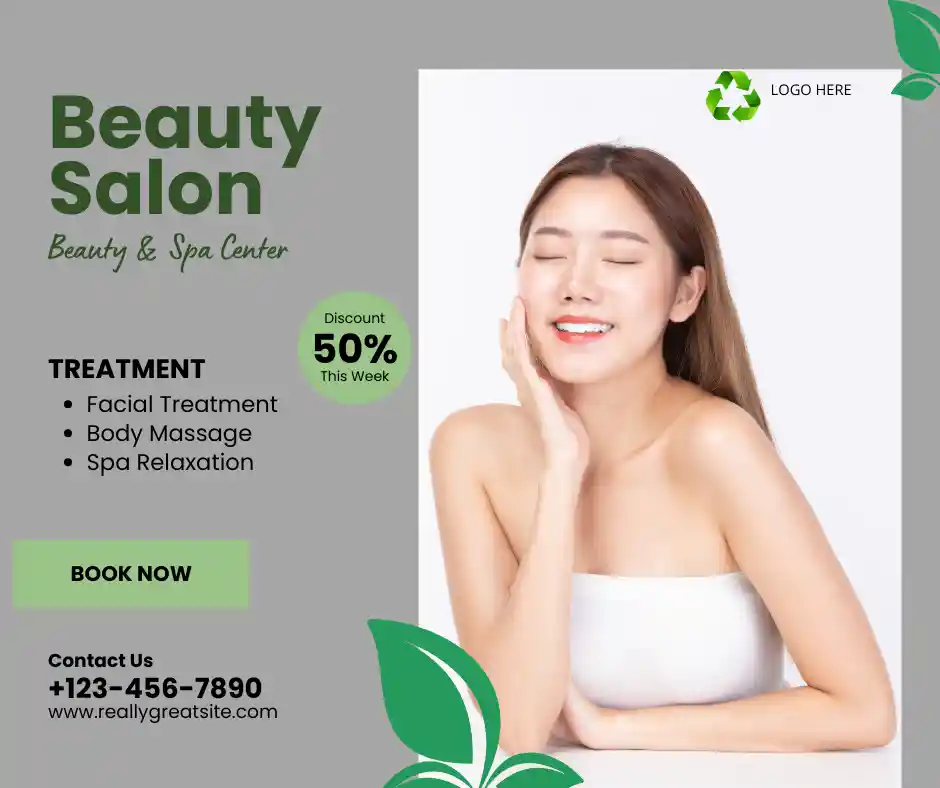 LOGO HERE
Beauty
Salon
Beauty & Spa Center
Discount
50%
This Week
TREATMENT
• Facial Treatment
• Body Massage
• Spa Relaxation
BOOK NOW
Contact Us
+123-456-7890
www.reallygreatsite.com